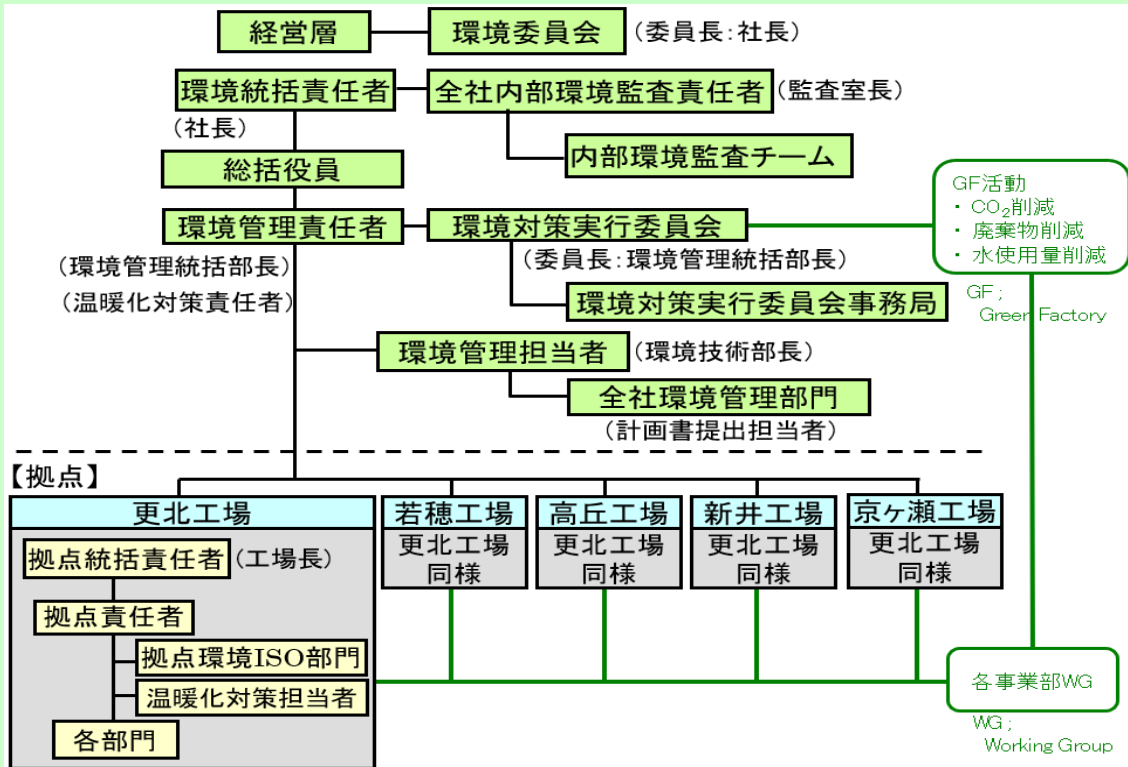 経営層
環境委員会
(委員長:社長)
環境統括責任者
全社内部環境監査責任者
(監査室長)
(社長)
内部環境監査チーム
総括役員
環境管理責任者
環境対策実行委員会
(環境管理統括部長)
(温暖化対策責任者)
(委員長:環境管理統括部長)
環境対策実行委員会事務局
GF活動
・ CO₂削減
・ 廃棄物削減
・ 水使用量削減
GF;
Green Factory
環境管理担当者
(環境技術部長)
全社環境管理部門
(計画書提出担当者)
【拠点】
更北工場
拠点統括責任者
(工場長)
拠点責任者
拠点環境ISO部門
温暖化対策担当者
各部門
若穂工場
更北工場
同様
高丘工場
更北工場
同様
新井工場
更北工場
同様
京ヶ瀬工場
更北工場
同様
各事業部WG
WG;
Working Group